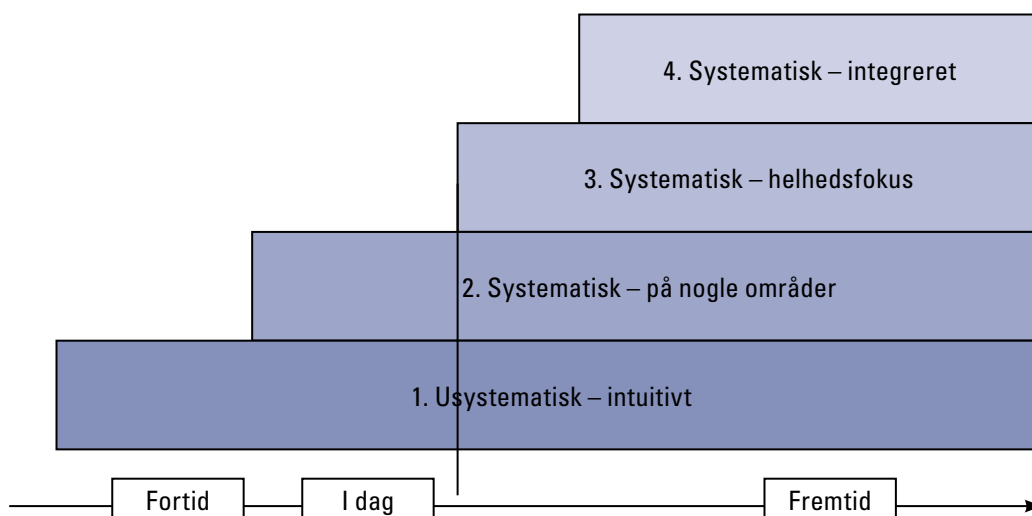 4. Systematisk – integreret
3. Systematisk – helhedsfokus
2. Systematisk – på nogle områder
1. Usystematisk – intuitivt
Fortid
I dag
Fremtid